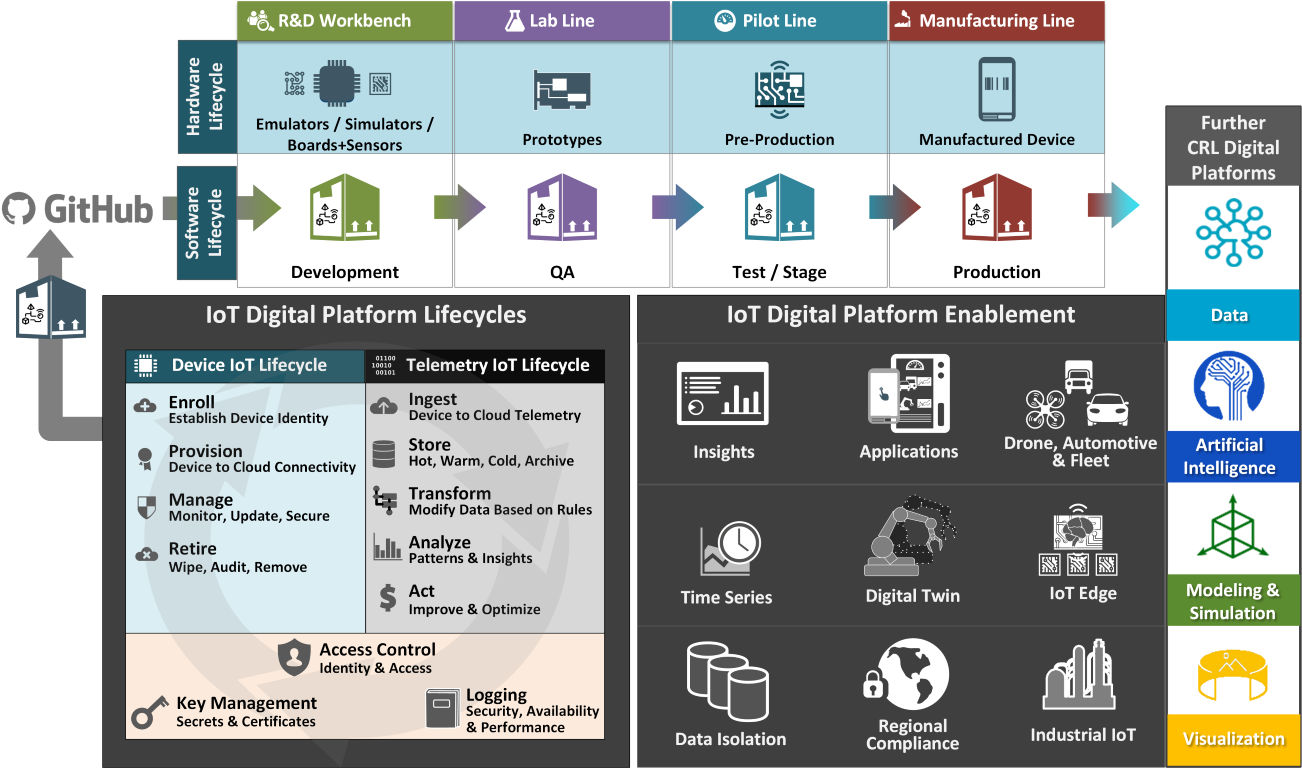 R&D Workbench
Lab Line
Pilot Line
Manufacturing Line
Hardware
Lifecycle
Emulators / Simulators /
Boards+Sensors
Prototypes
Pre-Production
Manufactured Device
GitHub
Software
Lifecycle
Development
QA
Test / Stage
Production
Further
CRL Digital
Platforms
Data
Artificial
Intelligence
Modeling &
Simulation
Visualization
IoT Digital Platform Lifecycles
Device IoT Lifecycle
Enroll
Establish Device Identity
Provision
Device to Cloud Connectivity
Manage
Monitor, Update, Secure
Retire
Wipe, Audit, Remove
01100
10010
00101
Telemetry IoT Lifecycle
Ingest
Device to Cloud Telemetry
Store
Hot, Warm, Cold, Archive
Transform
Modify Data Based on Rules
Analyze
Patterns & Insights
$
Act
Improve & Optimize
Access Control
Identity & Access
Key Management
Secrets & Certificates
Logging
Security, Availability
& Performance
IoT Digital Platform Enablement
Insights
Applications
Drone, Automotive
& Fleet
Time Series
Digital Twin
IoT Edge
Data Isolation
Regional
Compliance
Industrial IoT